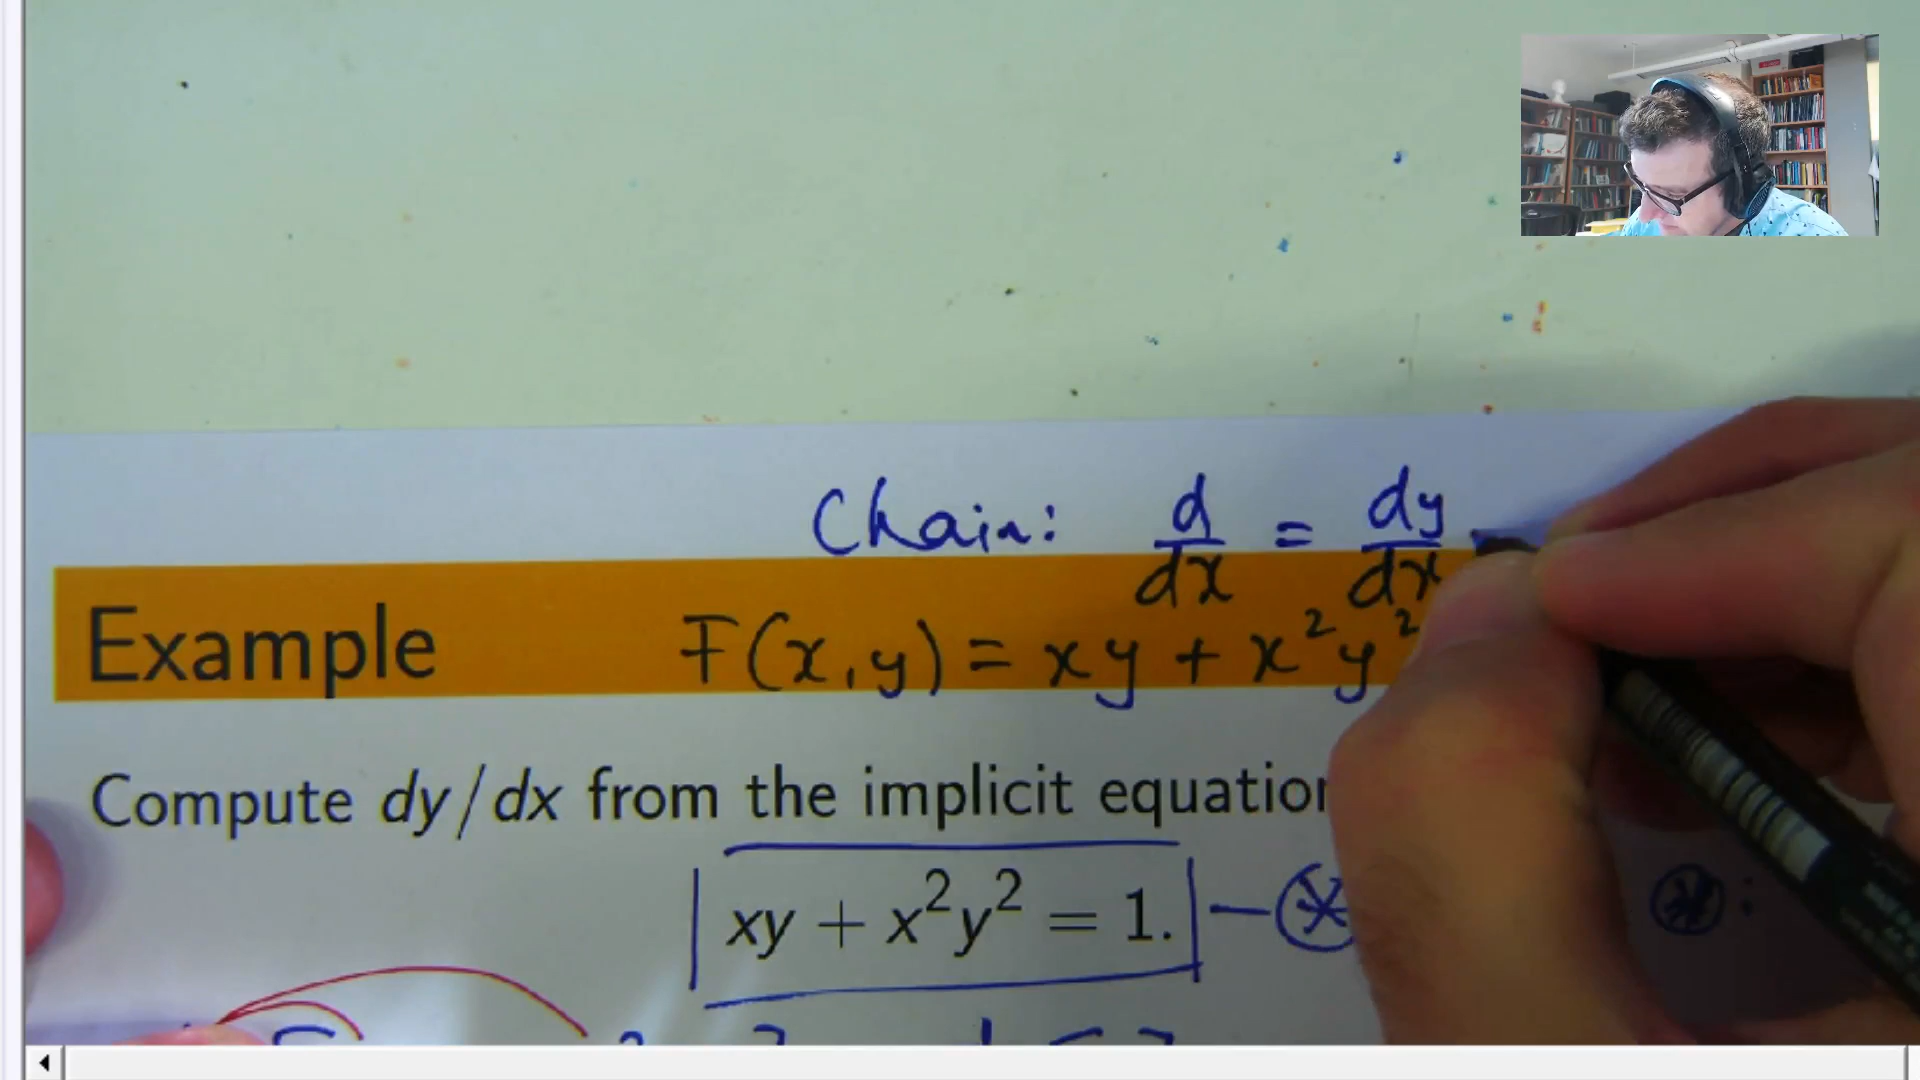 Chain: d/dx = dy/dx
Example F(x,y) = xy + x²y²
Compute dy/dx from the implicit equation
xy + x²y² = 1. — ⊛ ⊛ :